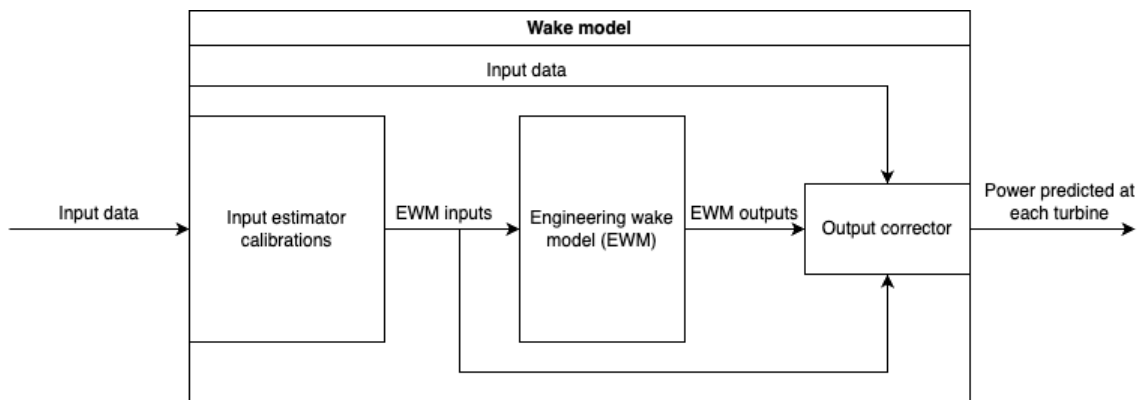 Wake model
Input data
Input data
Input estimator
calibrations
EWM inputs
Engineering wake
model (EWM)
EWM outputs
Output corrector
Power predicted at
each turbine